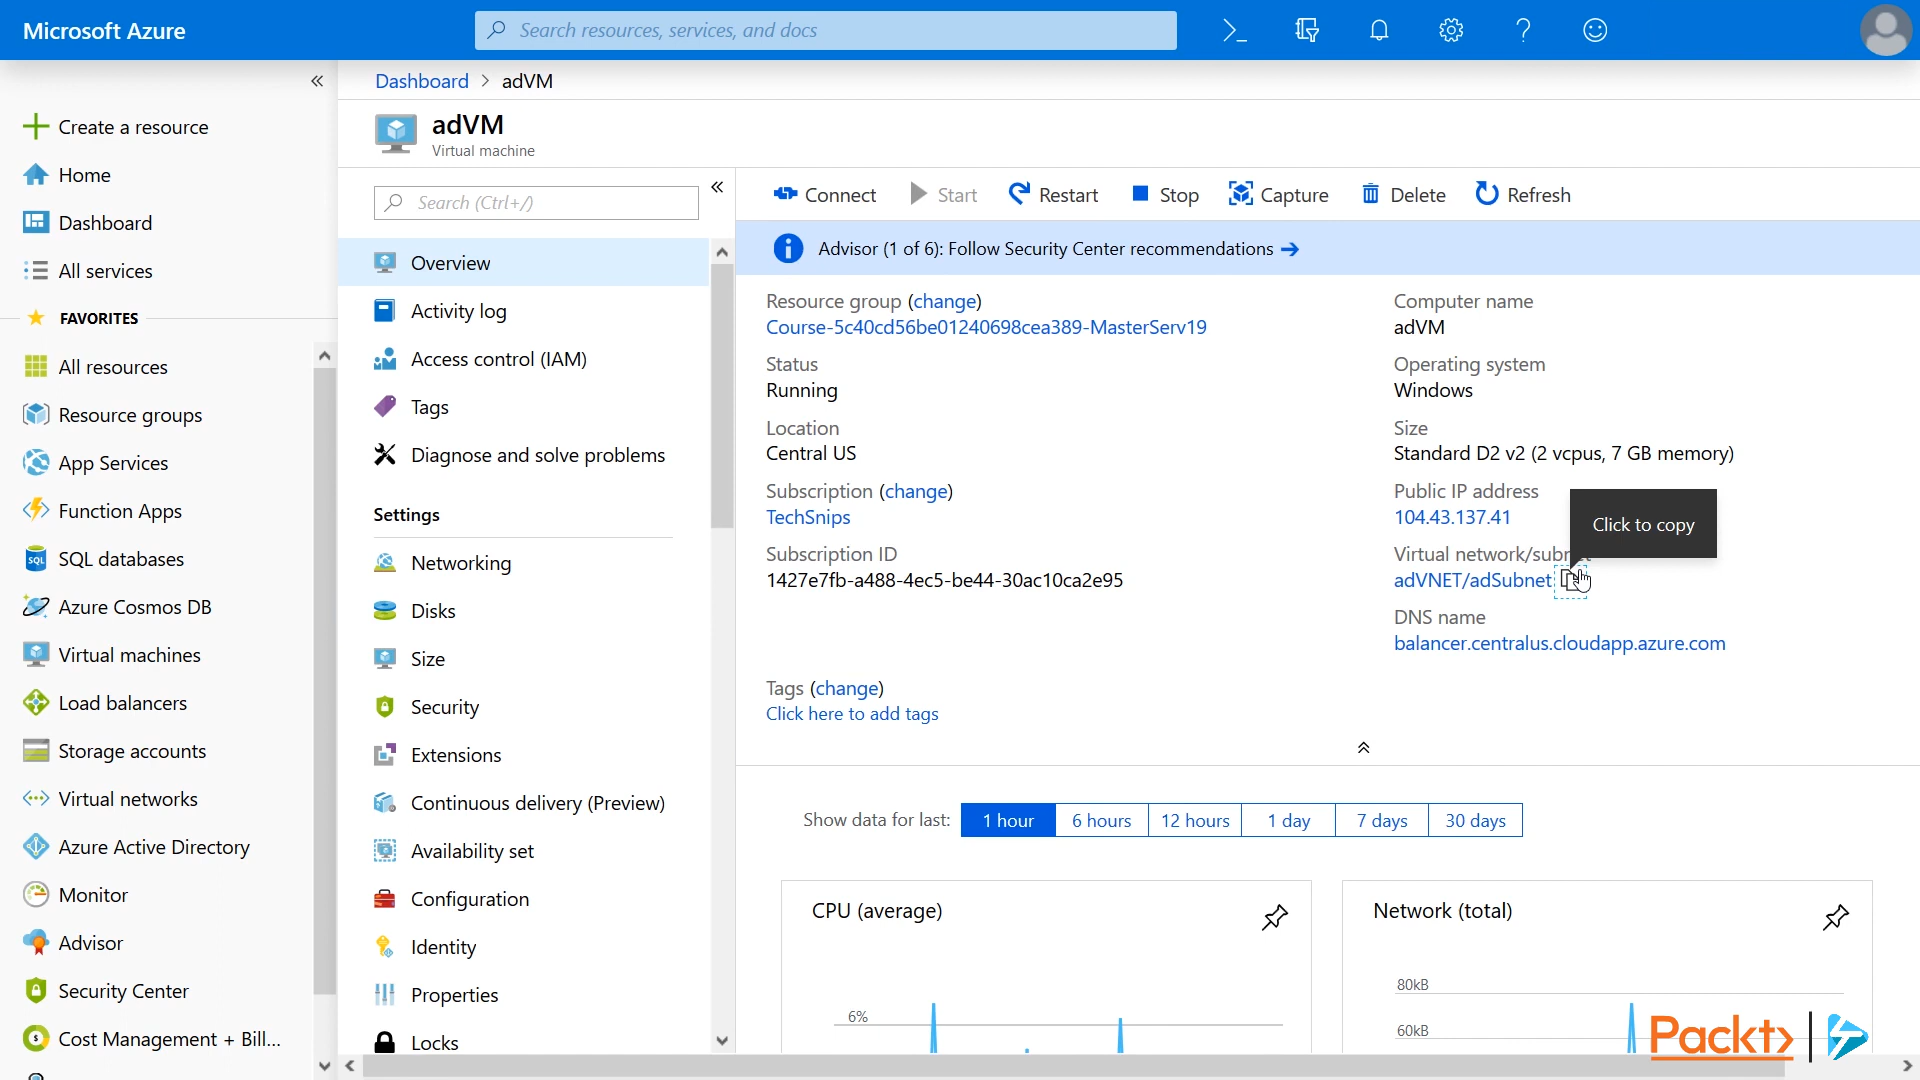 Microsoft Azure
Search resources, services, and docs
Create a resource
Home
Dashboard
All services
FAVORITES
All resources
Resource groups
App Services
Function Apps
SQL databases
Azure Cosmos DB
Virtual machines
Load balancers
Storage accounts
Virtual networks
Azure Active Directory
Monitor
Advisor
Security Center
Cost Management + Bill...
Dashboard > adVM
adVM
Virtual machine
Search (Ctrl+/)
Overview
Activity log
Access control (IAM)
Tags
Diagnose and solve problems
Settings
Networking
Disks
Size
Security
Extensions
Continuous delivery (Preview)
Availability set
Configuration
Identity
Properties
Locks
Connect Start Restart Stop Capture Delete Refresh
Advisor (1 of 6): Follow Security Center recommendations →
Resource group (change)
Course-5c40cd56be01240698cea389-MasterServ19
Status
Running
Location
Central US
Subscription (change)
TechSnips
Subscription ID
1427e7fb-a488-4ec5-be44-30ac10ca2e95
Computer name
adVM
Operating system
Windows
Size
Standard D2 v2 (2 vcpus, 7 GB memory)
Public IP address
104.43.137.41
Click to copy
Virtual network/subnet
adVNET/adSubnet
DNS name
balancer.centralus.cloudapp.azure.com
Tags (change)
Click here to add tags
Show data for last: 1 hour 6 hours 12 hours 1 day 7 days 30 days
CPU (average)
6%
Network (total)
80kB
60kB
Packt>